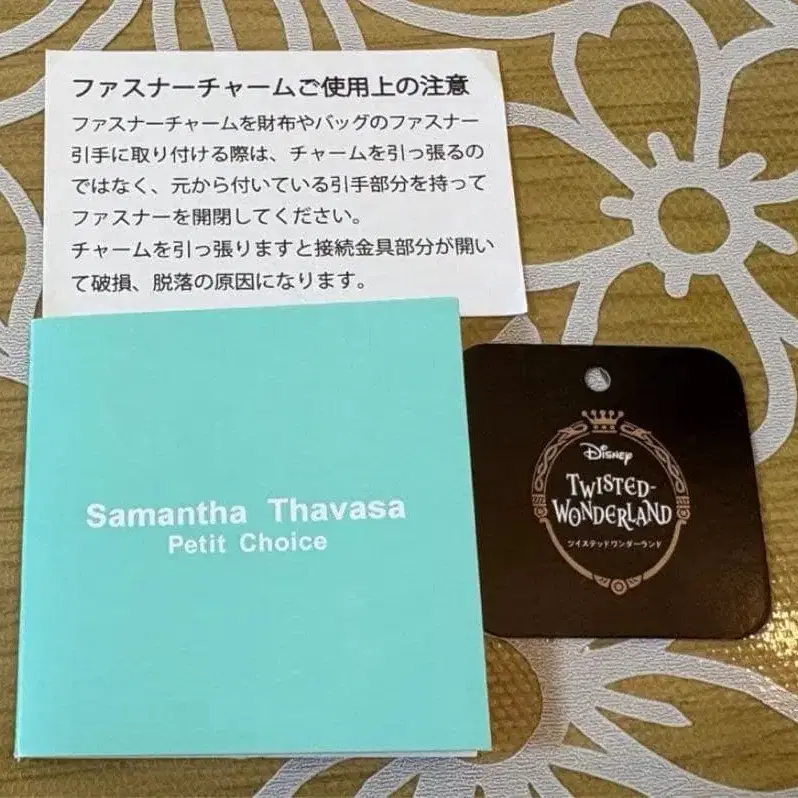 ファスナーチャームご使用上の注意
ファスナーチャームを財布やバッグのファスナー
引手に取り付ける際は、チャームを引っ張るの
ではなく、元から付いている引手部分を持って
ファスナーを開閉してください。
チャームを引っ張りますと接続金具部分が開い
て破損、脱落の原因になります。
Samantha Thavasa
Petit Choice
Disney
TWISTED-
WONDERLAND
ツイステッドワンダーランド